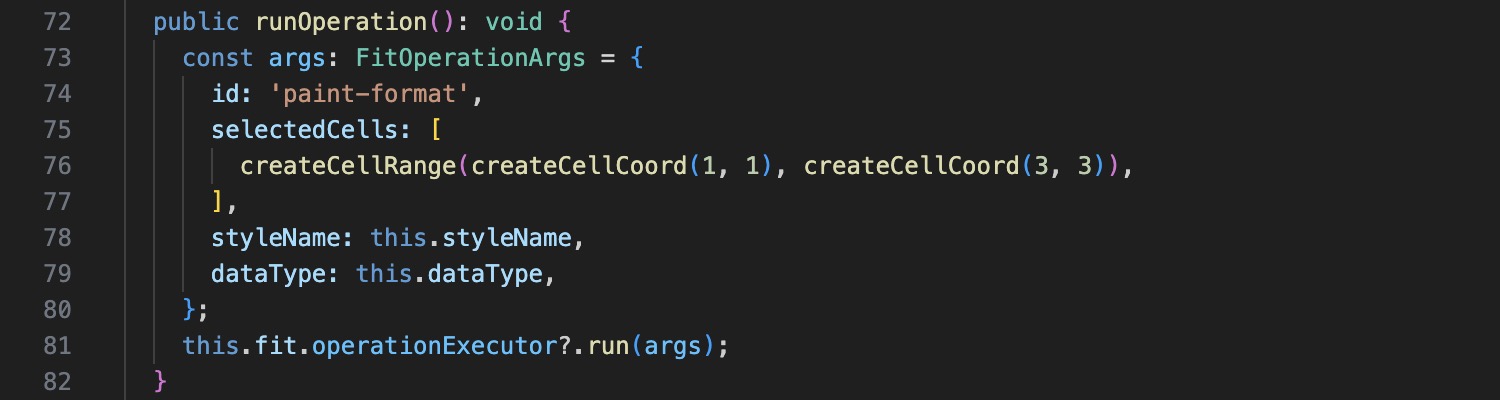 72 public runOperation(): void {
73 const args: FitOperationArgs = {
74 id: 'paint-format',
75 selectedCells: [
76 createCellRange(createCellCoord(1, 1), createCellCoord(3, 3)),
77 ],
78 styleName: this.styleName,
79 dataType: this.dataType,
80 };
81 this.fit.operationExecutor?.run(args);
82 }